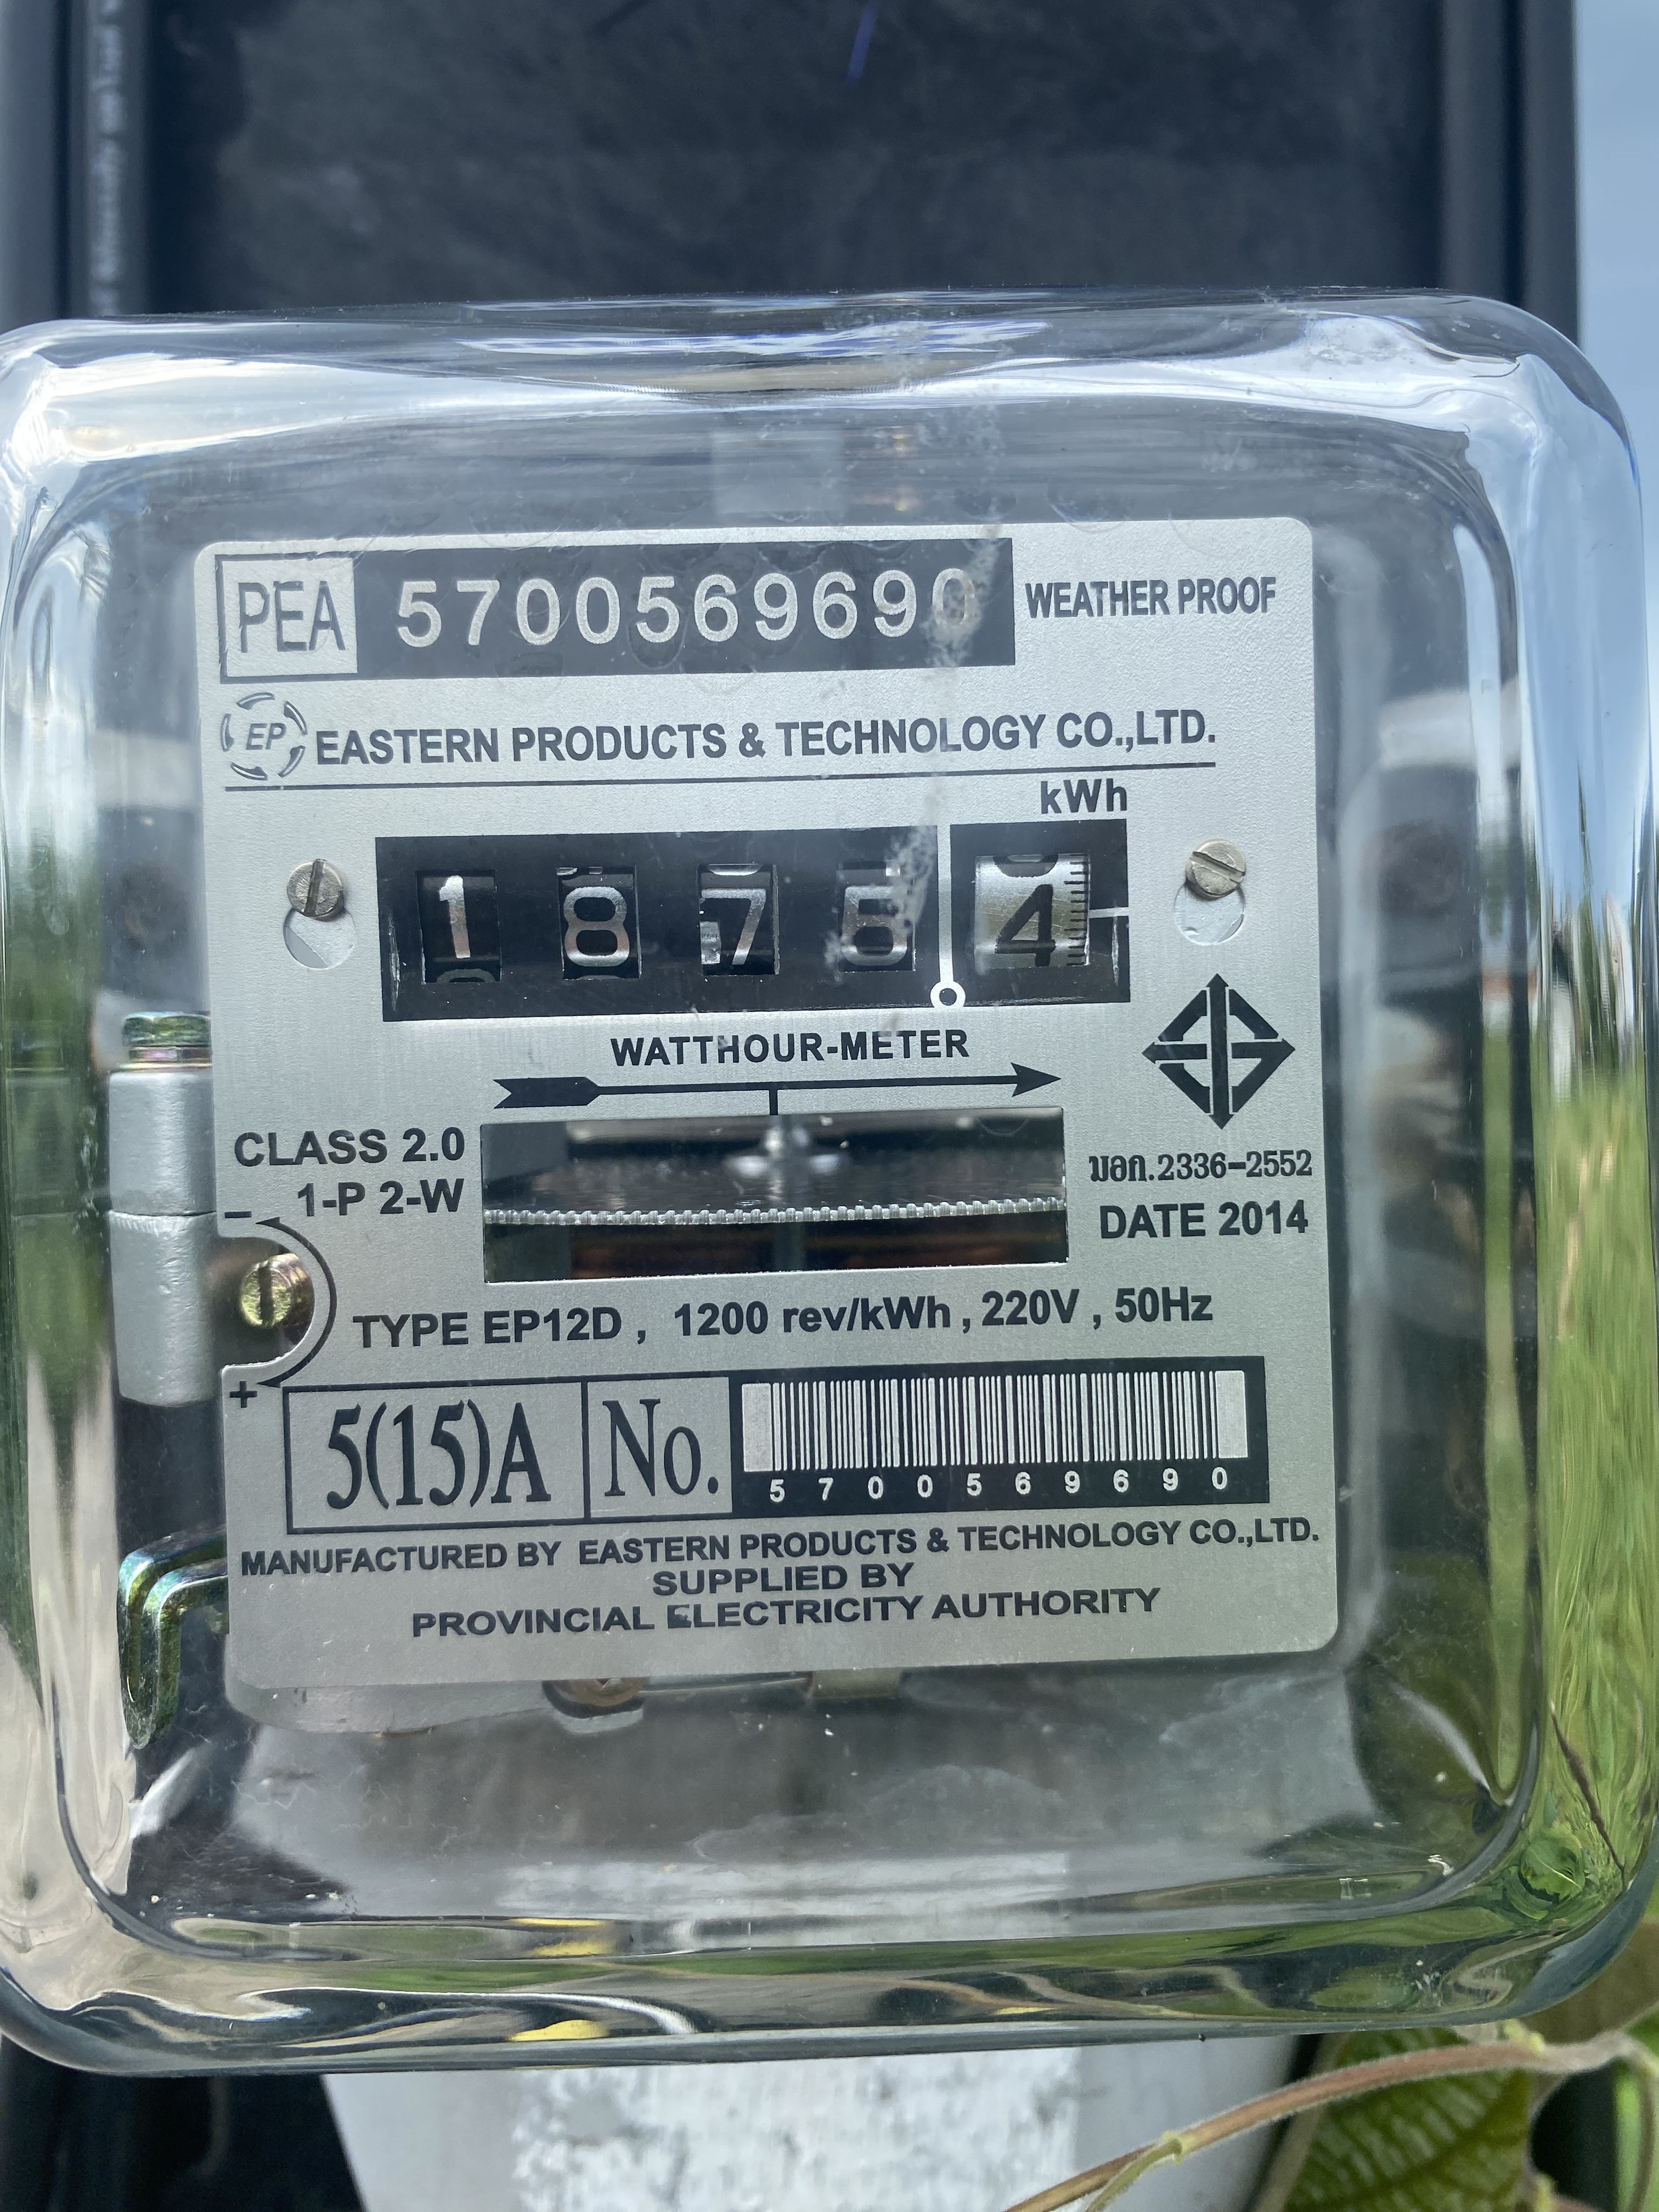 PEA 5700569690 WEATHER PROOF
EP EASTERN PRODUCTS & TECHNOLOGY CO.,LTD.
kWh
1 8 7 5 4
WATTHOUR-METER
CLASS 2.0
1-P 2-W
มอก.2336-2552
DATE 2014
–
+
TYPE EP12D , 1200 rev/kWh , 220V , 50Hz
5(15)A No.
5 7 0 0 5 6 9 6 9 0
MANUFACTURED BY EASTERN PRODUCTS & TECHNOLOGY CO.,LTD.
SUPPLIED BY
PROVINCIAL ELECTRICITY AUTHORITY